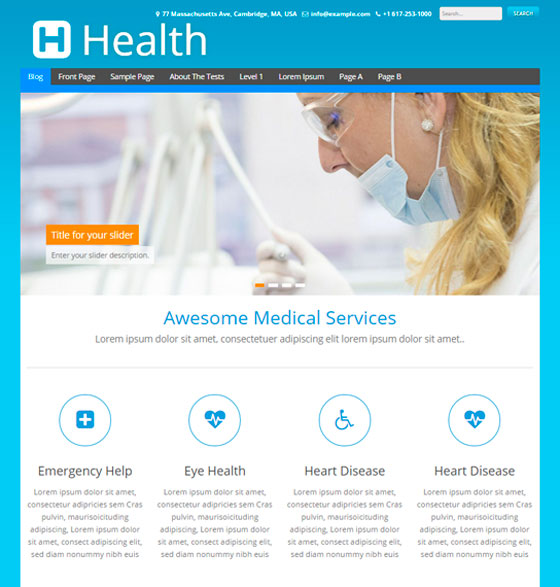 77 Massachusetts Ave, Cambridge, MA, USA info@example.com +1 617-253-1000 Search... SEARCH
H Health
Blog Front Page Sample Page About The Tests Level 1 Lorem Ipsum Page A Page B
Title for your slider
Enter your slider description.
Awesome Medical Services
Lorem ipsum dolor sit amet, consectetuer adipiscing elit lorem ipsum dolor sit amet..
Emergency Help
Lorem ipsum dolor sit amet,
consectetur adipiscing sem Cras
pulvin, maurisoicituding
adipiscing, Lorem ipsum dolor
sit amet, consect adipiscing elit,
sed diam nonummy nibh euis
Eye Health
Lorem ipsum dolor sit amet,
consectetur adipiscing sem Cras
pulvin, maurisoicituding
adipiscing, Lorem ipsum dolor
sit amet, consect adipiscing elit,
sed diam nonummy nibh euis
Heart Disease
Lorem ipsum dolor sit amet,
consectetur adipiscing sem Cras
pulvin, maurisoicituding
adipiscing, Lorem ipsum dolor
sit amet, consect adipiscing elit,
sed diam nonummy nibh euis
Heart Disease
Lorem ipsum dolor sit amet,
consectetur adipiscing sem Cras
pulvin, maurisoicituding
adipiscing, Lorem ipsum dolor
sit amet, consect adipiscing elit,
sed diam nonummy nibh euis